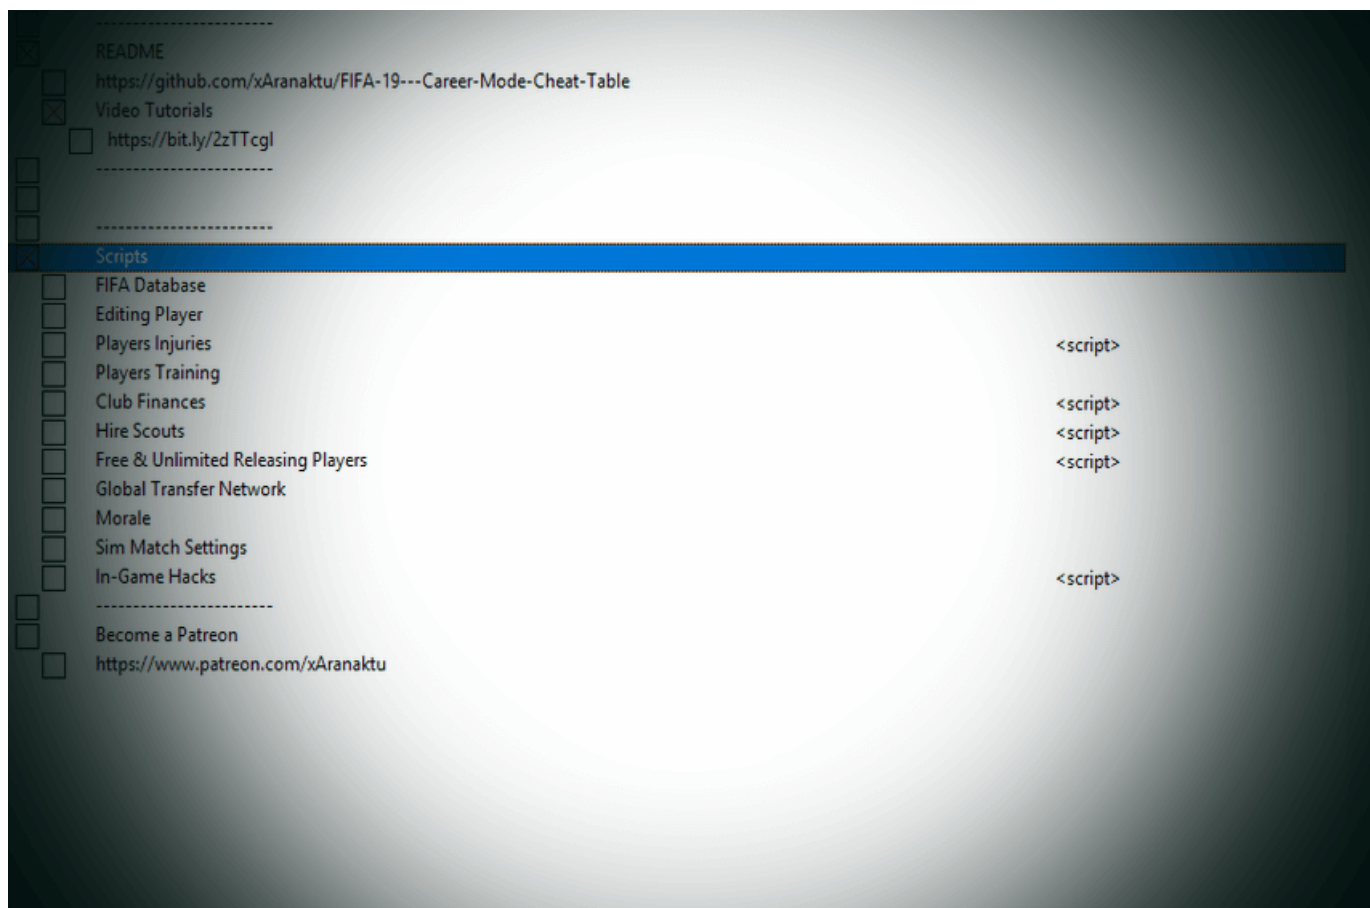 ------------------------
README
https://github.com/xAranaktu/FIFA-19---Career-Mode-Cheat-Table
Video Tutorials
https://bit.ly/2zTTcgl
------------------------
------------------------
Scripts
FIFA Database
Editing Player
Players Injuries <script>
Players Training
Club Finances <script>
Hire Scouts <script>
Free & Unlimited Releasing Players <script>
Global Transfer Network
Morale
Sim Match Settings
In-Game Hacks <script>
------------------------
Become a Patreon
https://www.patreon.com/xAranaktu